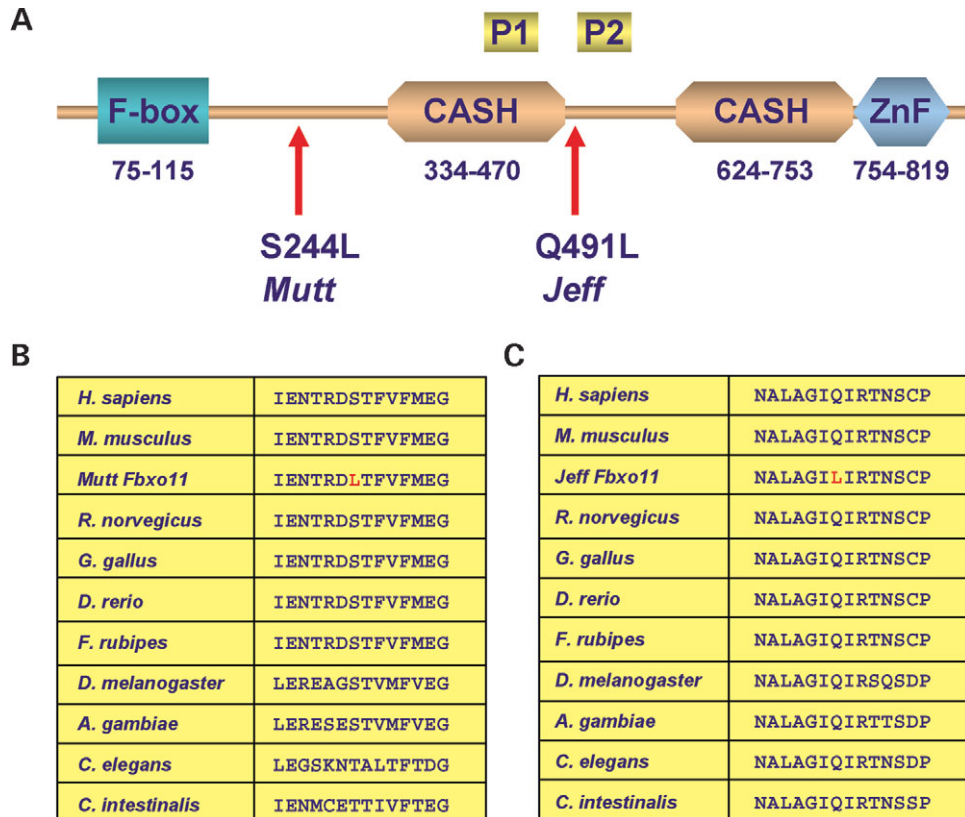 A
P1 P2
F-box CASH CASH ZnF
75-115 334-470 624-753 754-819
S244L Q491L
Mutt Jeff
B
H. sapiens IENTRDSTFVFMEG
M. musculus IENTRDSTFVFMEG
Mutt Fbxo11 IENTRDLTFVFMEG
R. norvegicus IENTRDSTFVFMEG
G. gallus IENTRDSTFVFMEG
D. rerio IENTRDSTFVFMEG
F. rubipes IENTRDSTFVFMEG
D. melanogaster LEREAGSTVMFVEG
A. gambiae LERESESTVMFVEG
C. elegans LEGSKNTALTFTDG
C. intestinalis IENMCETTIVFTEG
C
H. sapiens NALAGIQIRTNSCP
M. musculus NALAGIQIRTNSCP
Jeff Fbxo11 NALAGILIRTNSCP
R. norvegicus NALAGIQIRTNSCP
G. gallus NALAGIQIRTNSCP
D. rerio NALAGIQIRTNSCP
F. rubipes NALAGIQIRTNSCP
D. melanogaster NALAGIQIRSQSDP
A. gambiae NALAGIQIRTTSDP
C. elegans NALAGIQIRTNSDP
C. intestinalis NALAGIQIRTNSSP